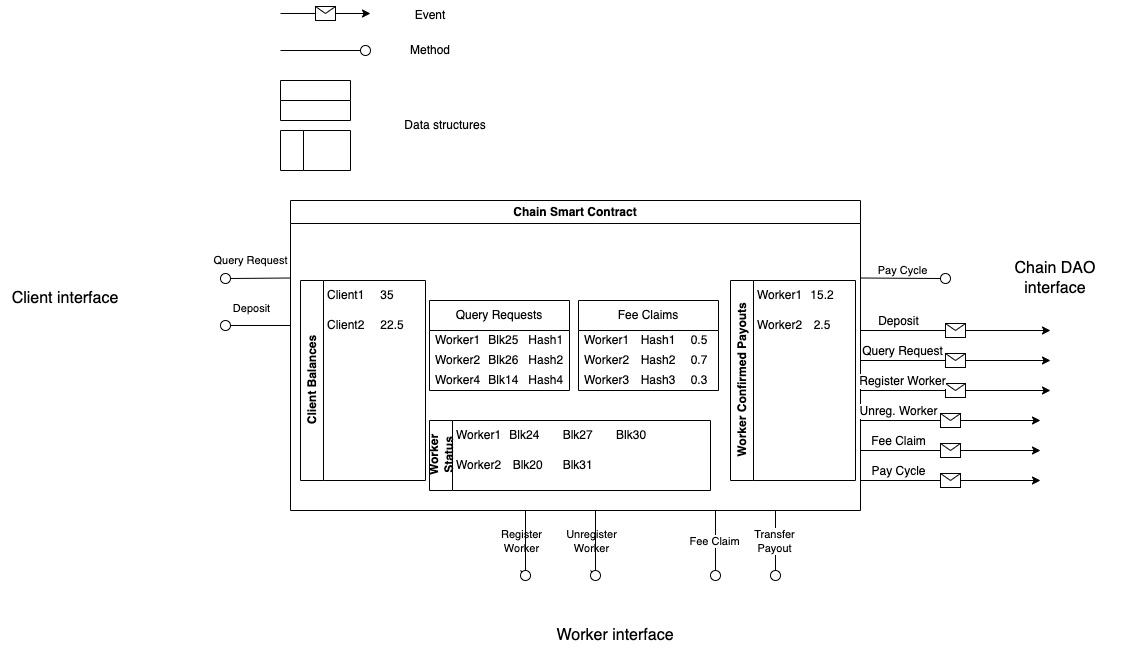 Event
Method
Data structures
Chain Smart Contract
Client interface
Query Request
Deposit
Client Balances
Client1 35
Client2 22.5
Query Requests
Worker1 Blk25 Hash1
Worker2 Blk26 Hash2
Worker4 Blk14 Hash4
Fee Claims
Worker1 Hash1 0.5
Worker2 Hash2 0.7
Worker3 Hash3 0.3
Worker
Status
Worker1 Blk24 Blk27 Blk30
Worker2 Blk20 Blk31
Worker Confirmed Payouts
Worker1 15.2
Worker2 2.5
Pay Cycle
Chain DAO
interface
Deposit
Query Request
Register Worker
Unreg. Worker
Fee Claim
Pay Cycle
Register
Worker
Unregister
Worker
Fee Claim
Transfer
Payout
Worker interface